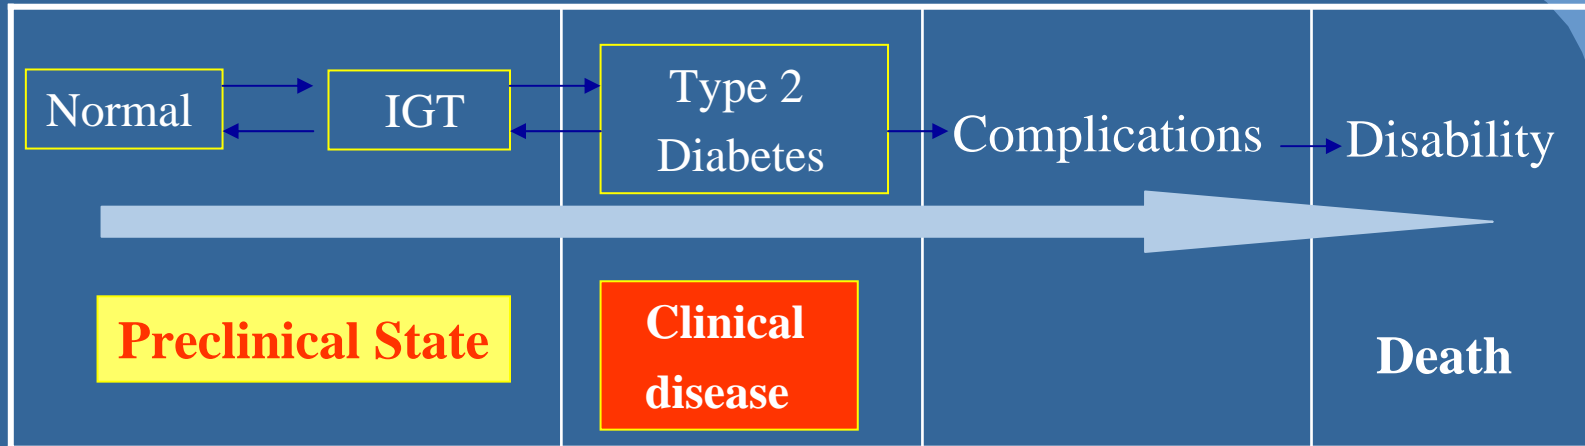 Normal
IGT
Type 2
Diabetes
Complications
Disability
Preclinical State
Clinical
disease
Death